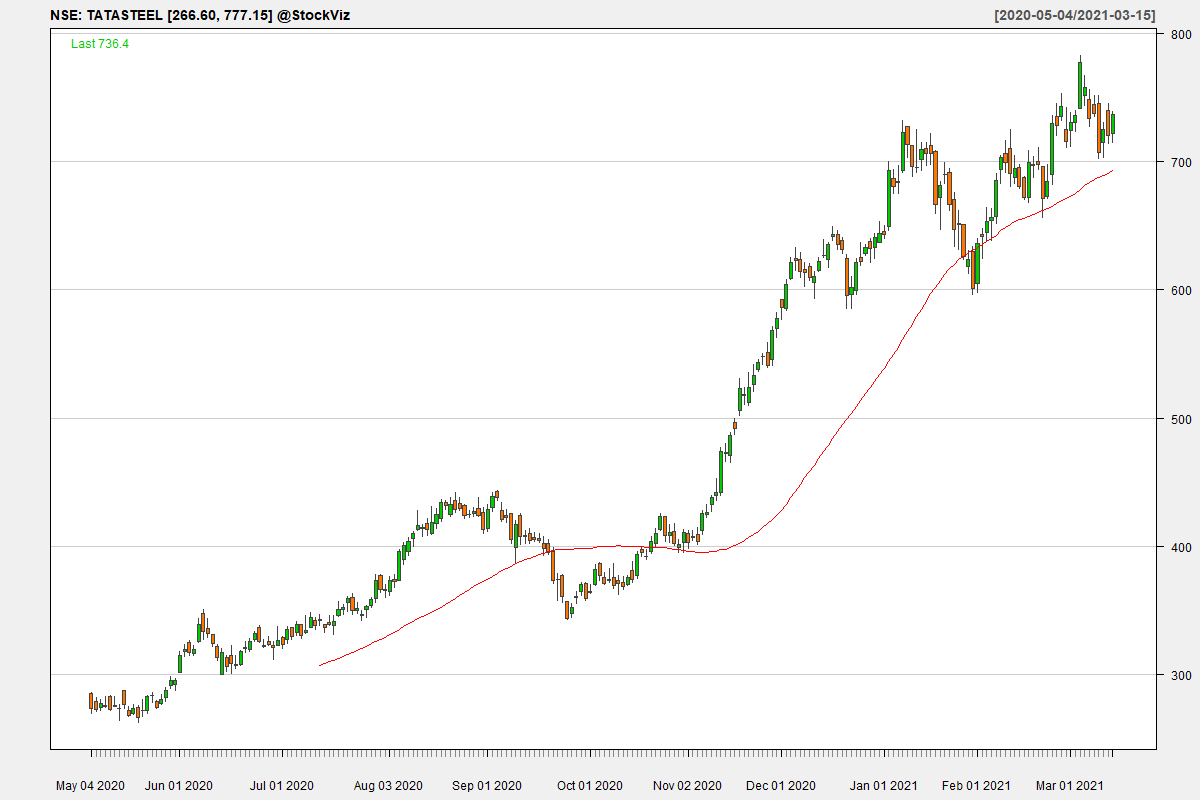 NSE: TATASTEEL [266.60, 777.15] @StockViz
[2020-05-04/2021-03-15]
Last 736.4
800
700
600
500
400
300
May 04 2020 Jun 01 2020 Jul 01 2020 Aug 03 2020 Sep 01 2020 Oct 01 2020 Nov 02 2020 Dec 01 2020 Jan 01 2021 Feb 01 2021 Mar 01 2021